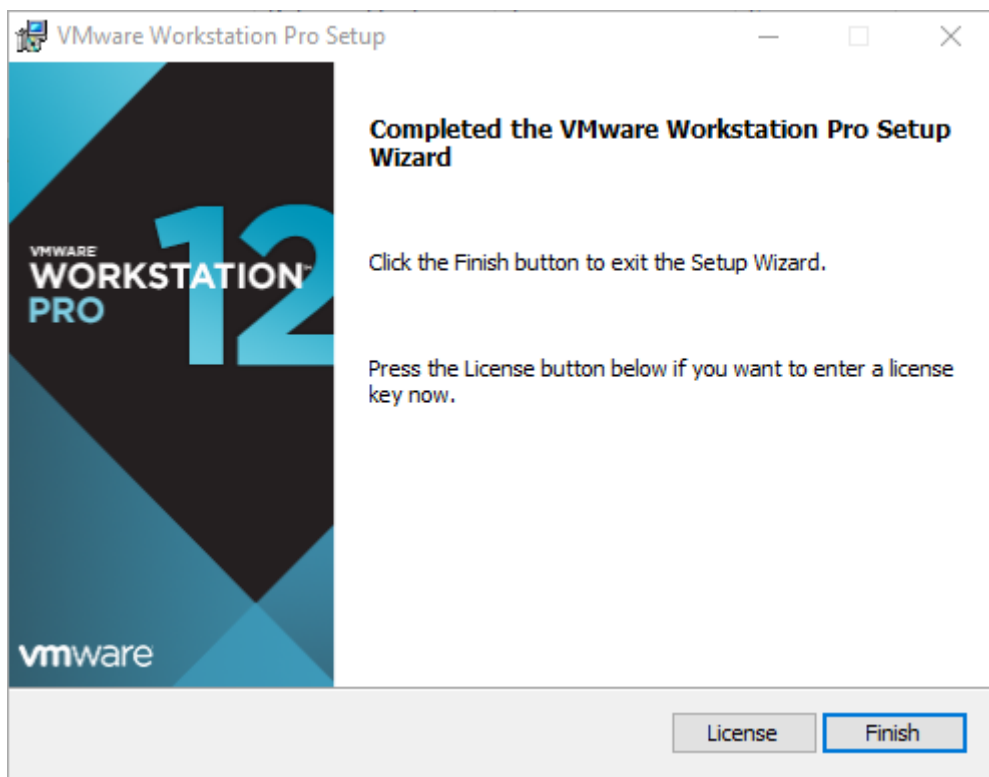 VMware Workstation Pro Setup
Completed the VMware Workstation Pro Setup
Wizard
VMWARE
WORKSTATION™
PRO
12
Click the Finish button to exit the Setup Wizard.
Press the License button below if you want to enter a license
key now.
vmware
License
Finish